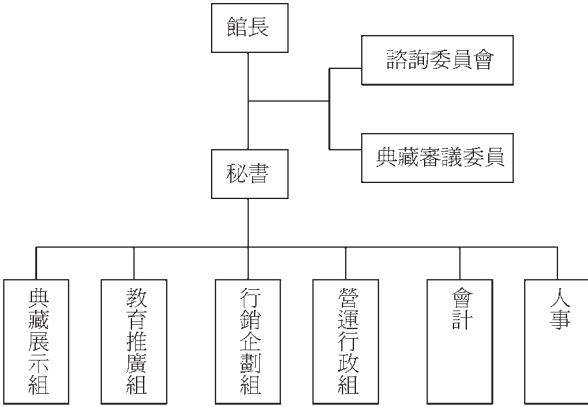 館長
諮詢委員會
典藏審議委員
秘書
典藏展示組
教育推廣組
行銷企劃組
營運行政組
會計
人事